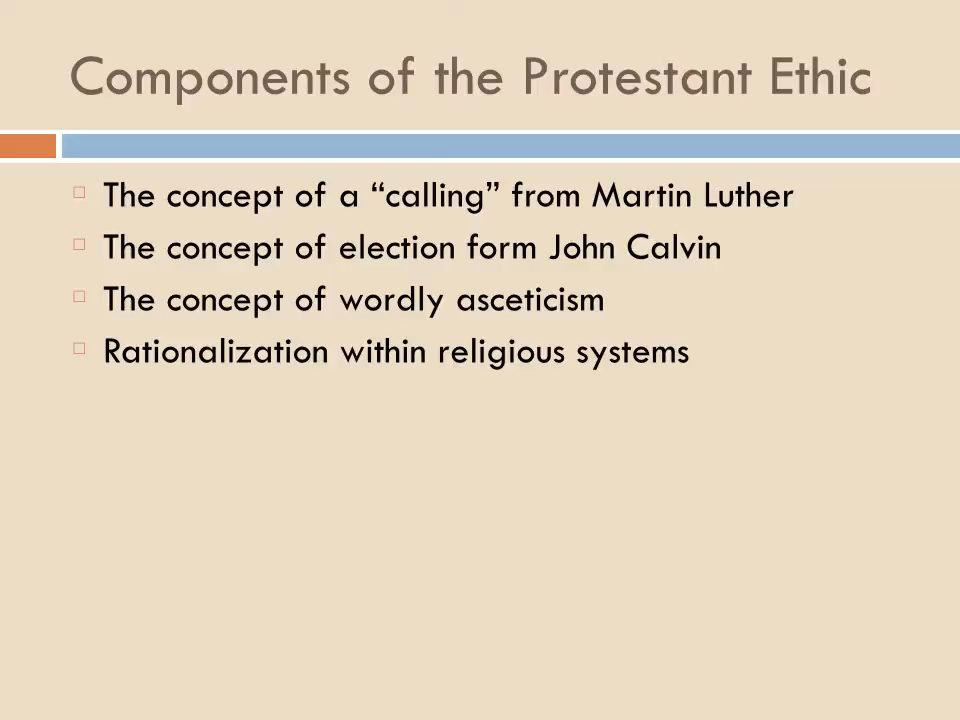 Components of the Protestant Ethic
The concept of a “calling” from Martin Luther
The concept of election form John Calvin
The concept of wordly asceticism
Rationalization within religious systems